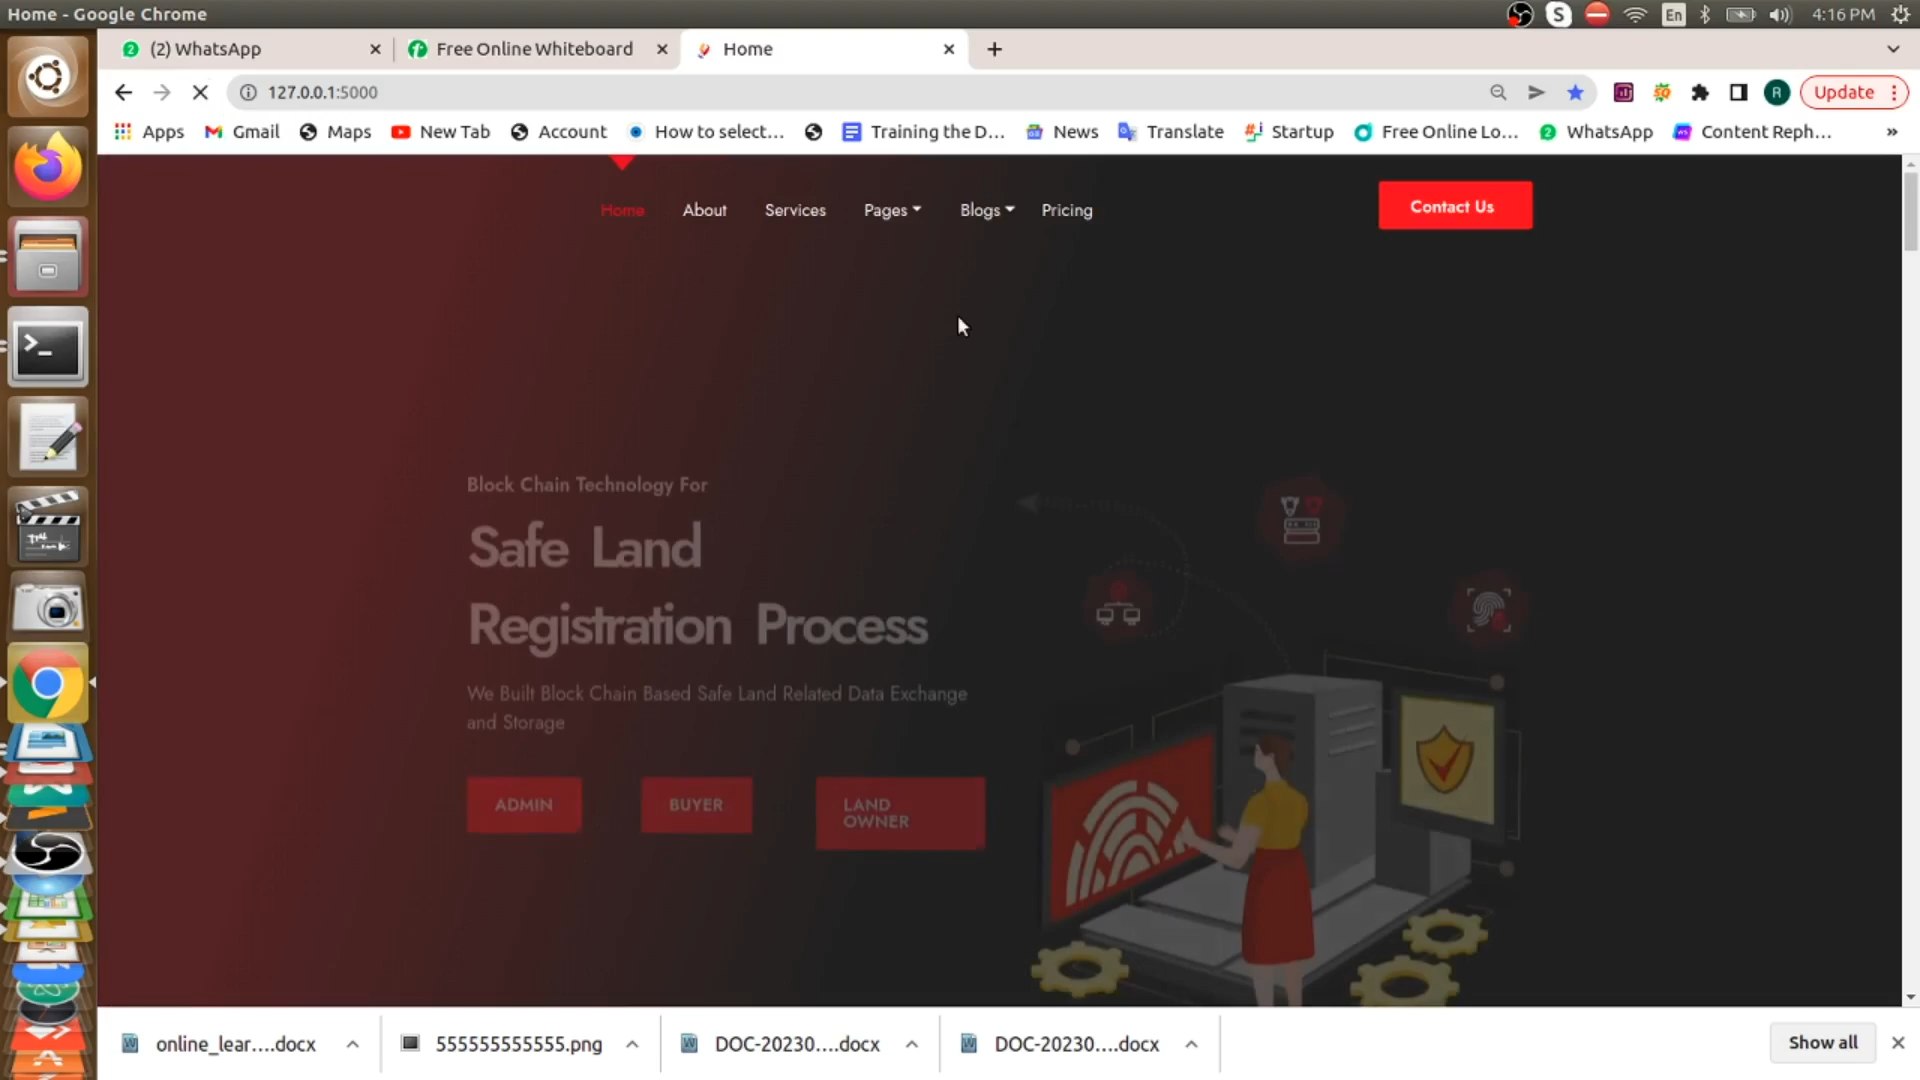 Home - Google Chrome
En
4:16 PM
(2) WhatsApp
Free Online Whiteboard
Home
127.0.0.1:5000
R
Update
Apps
Gmail
Maps
New Tab
Account
How to select...
Training the D...
News
Translate
Startup
Free Online Lo...
WhatsApp
Content Reph...
»
Home
About
Services
Pages
Blogs
Pricing
Contact Us
Block Chain Technology For
Safe Land
Registration Process
We Built Block Chain Based Safe Land Related Data Exchange
and Storage
ADMIN
BUYER
LAND
OWNER
online_lear....docx
555555555555.png
DOC-20230....docx
DOC-20230....docx
Show all